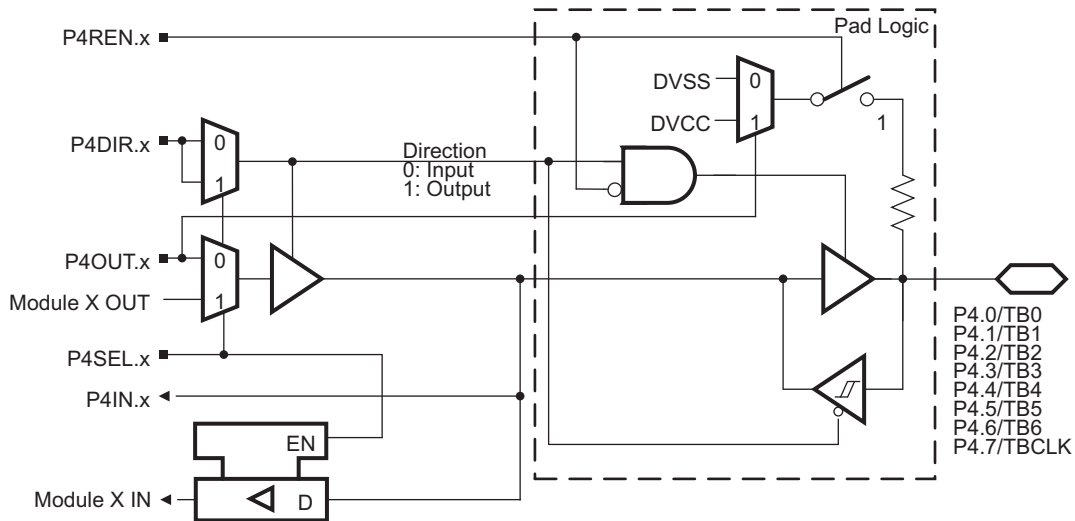 Pad Logic
P4REN.x
DVSS
0
DVCC
1
1
P4DIR.x
0
1
Direction
0: Input
1: Output
P4OUT.x
0
Module X OUT
1
P4SEL.x
P4IN.x
EN
Module X IN
D
P4.0/TB0
P4.1/TB1
P4.2/TB2
P4.3/TB3
P4.4/TB4
P4.5/TB5
P4.6/TB6
P4.7/TBCLK